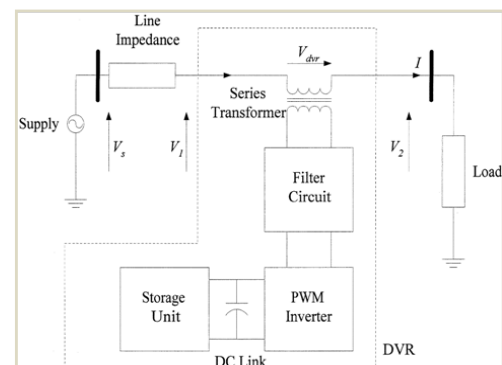 Line
Impedance
V_dvr
I
Series
Transformer
Supply
V_s
V_1
V_2
Filter
Circuit
Load
Storage
Unit
PWM
Inverter
DVR
DC Link